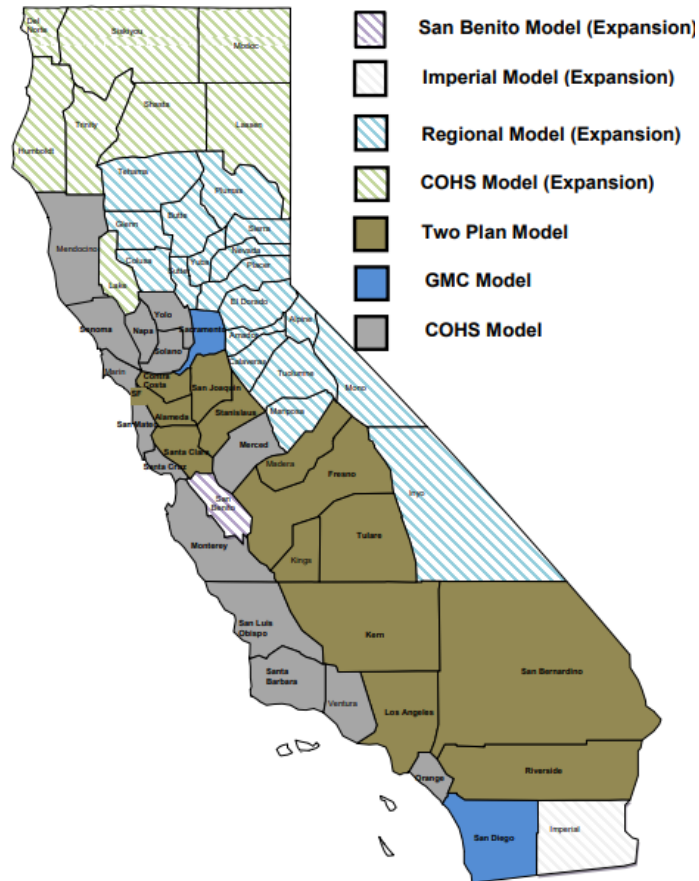 San Benito Model (Expansion)
Imperial Model (Expansion)
Regional Model (Expansion)
COHS Model (Expansion)
Two Plan Model
GMC Model
COHS Model
Del
Norte
Siskiyou
Modoc
Humboldt
Trinity
Shasta
Lassen
Tehama
Plumas
Mendocino
Glenn
Butte
Sierra
Colusa
Sutter
Yuba
Nevada
Placer
Lake
Yolo
El Dorado
Sonoma
Napa
Solano
Sacramento
Amador
Alpine
Marin
Contra
Costa
San Joaquin
Calaveras
Tuolumne
Mono
SF
Alameda
Stanislaus
Mariposa
San Mateo
Santa Clara
Merced
Madera
Santa Cruz
Fresno
San
Benito
Inyo
Monterey
Kings
Tulare
San Luis
Obispo
Kern
Santa
Barbara
Ventura
Los Angeles
San Bernardino
Orange
Riverside
San Diego
Imperial